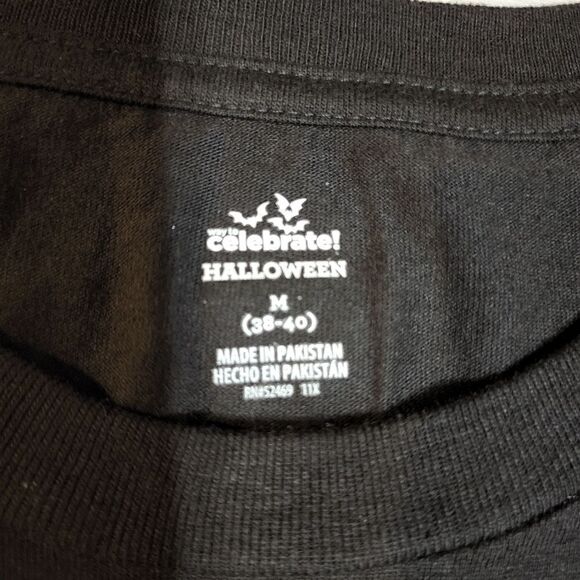 way to
celebrate!
HALLOWEEN
M
(38-40)
MADE IN PAKISTAN
HECHO EN PAKISTÁN
RN#52469 11X